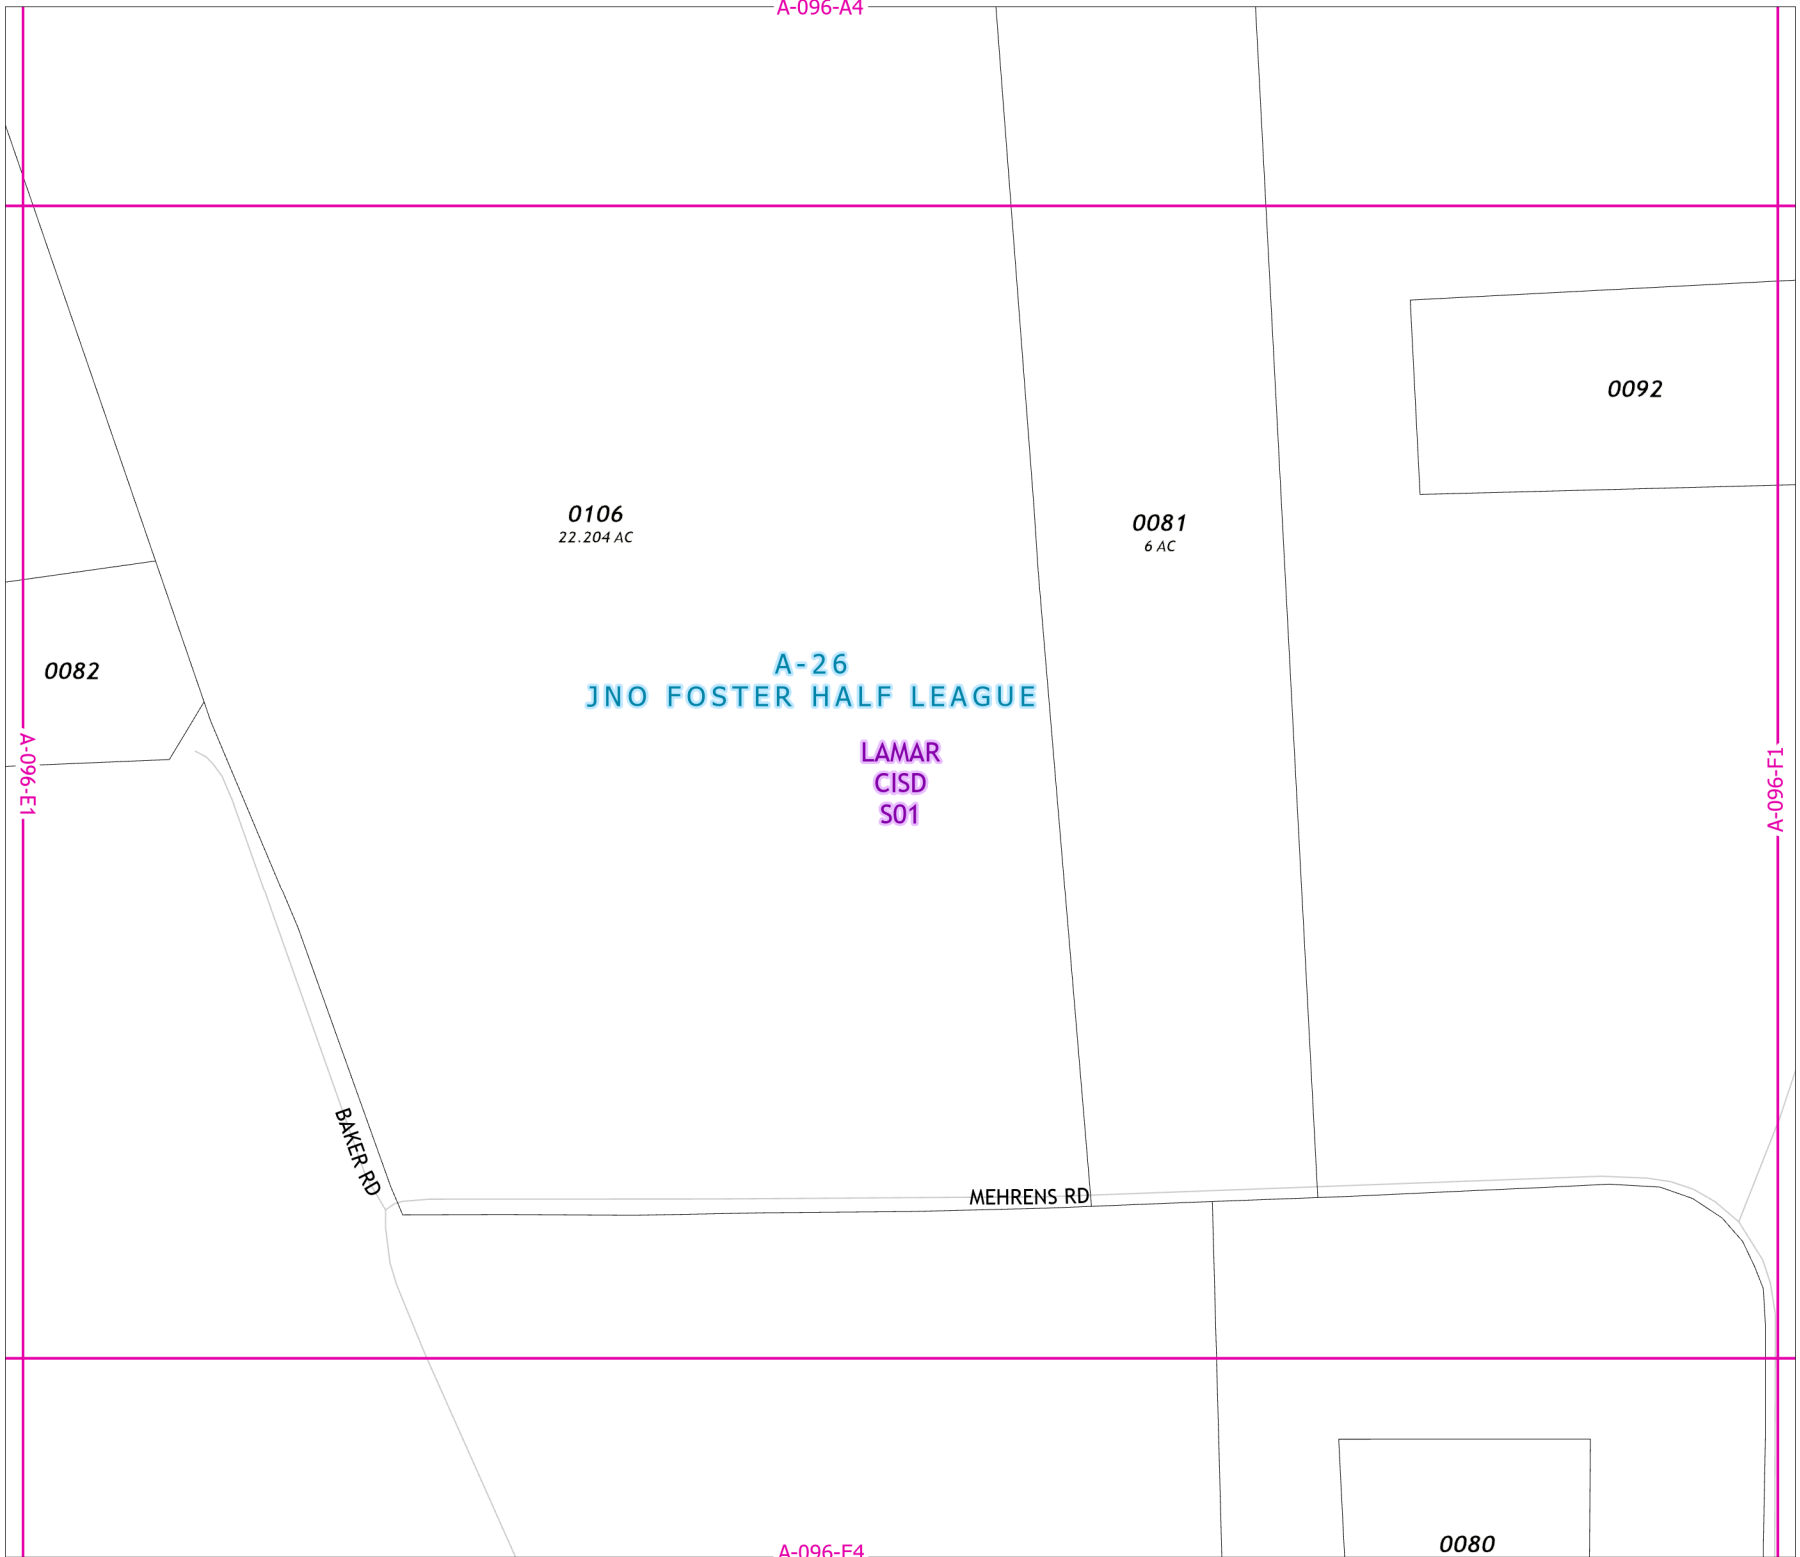 A-096-A4
0092
0106
22.204 AC
0081
6 AC
A-26
JNO FOSTER HALF LEAGUE
0082
LAMAR
CISD
S01
A-096-E1
A-096-F1
BAKER RD
MEHRENS RD
0080
A-096-E4